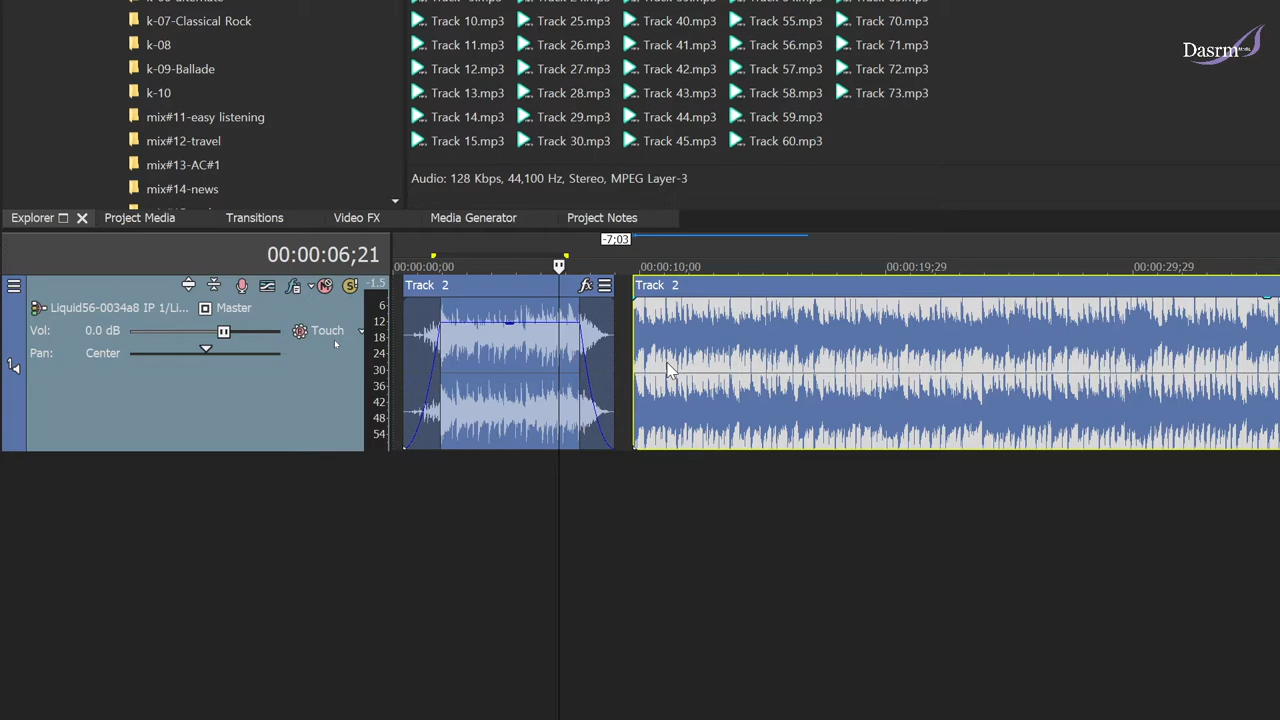 k-07-Classical Rock
k-08
k-09-Ballade
k-10
mix#11-easy listening
mix#12-travel
mix#13-AC#1
mix#14-news
Track 10.mp3 Track 25.mp3 Track 40.mp3 Track 55.mp3 Track 70.mp3
Track 11.mp3 Track 26.mp3 Track 41.mp3 Track 56.mp3 Track 71.mp3
Track 12.mp3 Track 27.mp3 Track 42.mp3 Track 57.mp3 Track 72.mp3
Track 13.mp3 Track 28.mp3 Track 43.mp3 Track 58.mp3 Track 73.mp3
Track 14.mp3 Track 29.mp3 Track 44.mp3 Track 59.mp3
Track 15.mp3 Track 30.mp3 Track 45.mp3 Track 60.mp3
Audio: 128 Kbps, 44,100 Hz, Stereo, MPEG Layer-3
Dasrm Media
Explorer Project Media Transitions Video FX Media Generator Project Notes
-7;03
00:00:06;21
00:00:00;00 00:00:10;00 00:00:19;29 00:00:29;29
-1.5 Track 2 fx Track 2
Liquid56-0034a8 IP 1/Li... Master
Vol: 0.0 dB Touch
Pan: Center
1
6
12
18
24
30
36
42
48
54